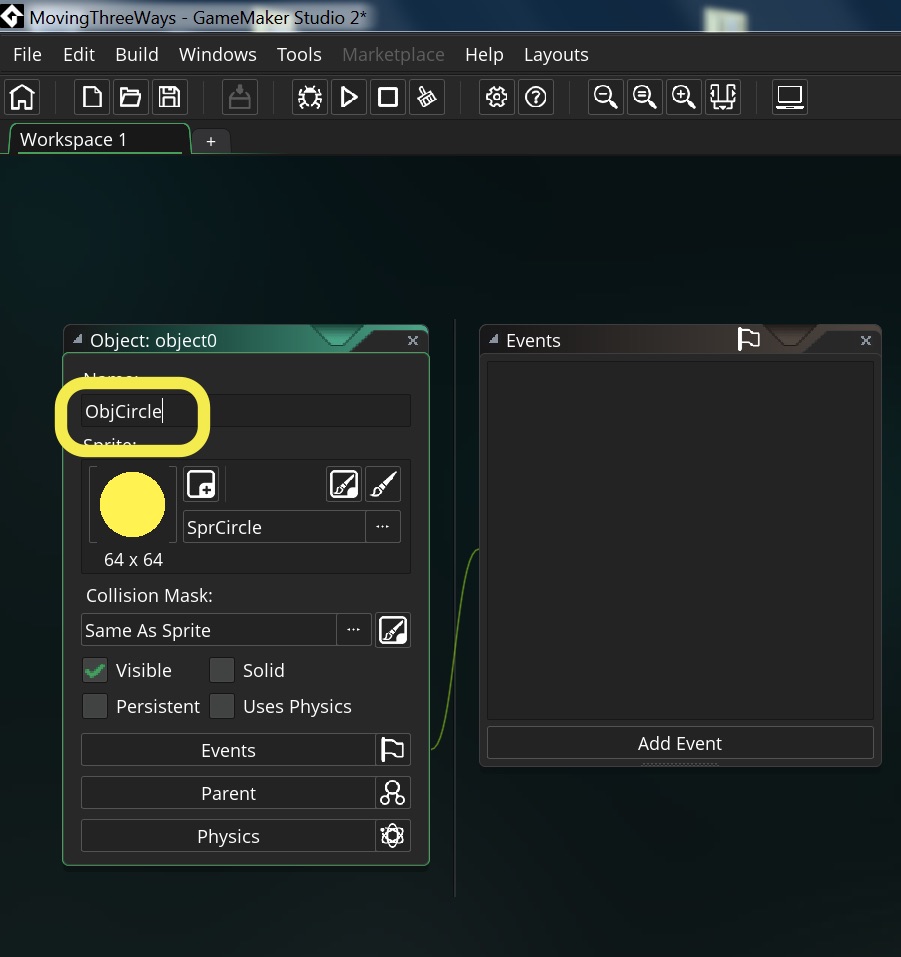 MovingThreeWays - GameMaker Studio 2*
File Edit Build Windows Tools Marketplace Help Layouts
Workspace 1 +
Object: object0
Name:
ObjCircle
Sprite:
SprCircle ...
64 x 64
Collision Mask:
Same As Sprite ...
Visible Solid
Persistent Uses Physics
Events
Parent
Physics
Events
Add Event